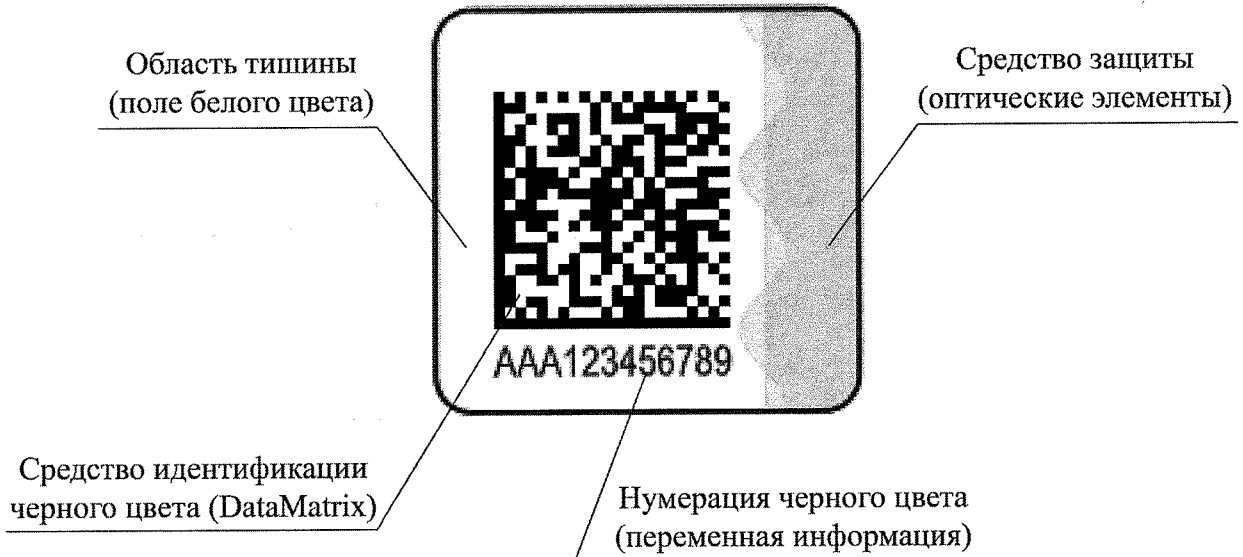 Область тишины
(поле белого цвета)
Средство защиты
(оптические элементы)
AAA123456789
Средство идентификации
черного цвета (DataMatrix)
Нумерация черного цвета
(переменная информация)